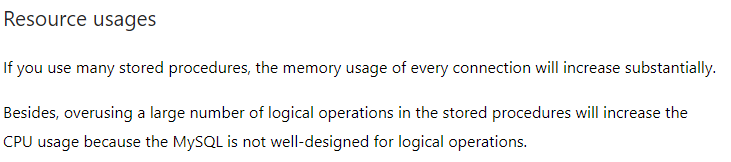 Resource usages
If you use many stored procedures, the memory usage of every connection will increase substantially.
Besides, overusing a large number of logical operations in the stored procedures will increase the
CPU usage because the MySQL is not well-designed for logical operations.